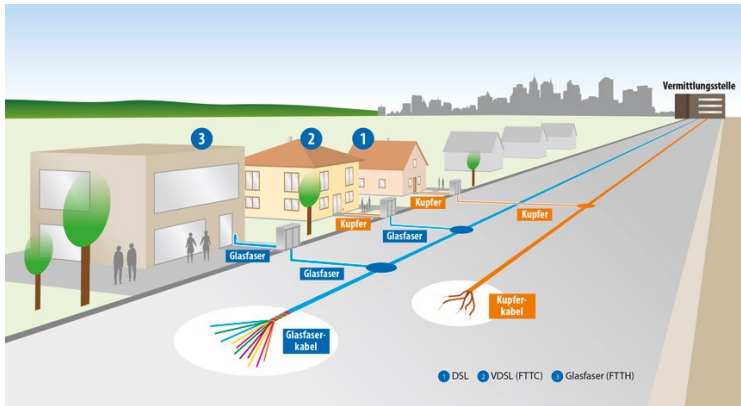 Vermittlungsstelle
3
2
1
Kupfer
Kupfer
Kupfer
Glasfaser
Glasfaser
Glasfaser
Glasfaser-
kabel
Kupfer-
kabel
1 DSL 2 VDSL (FTTC) 3 Glasfaser (FTTH)